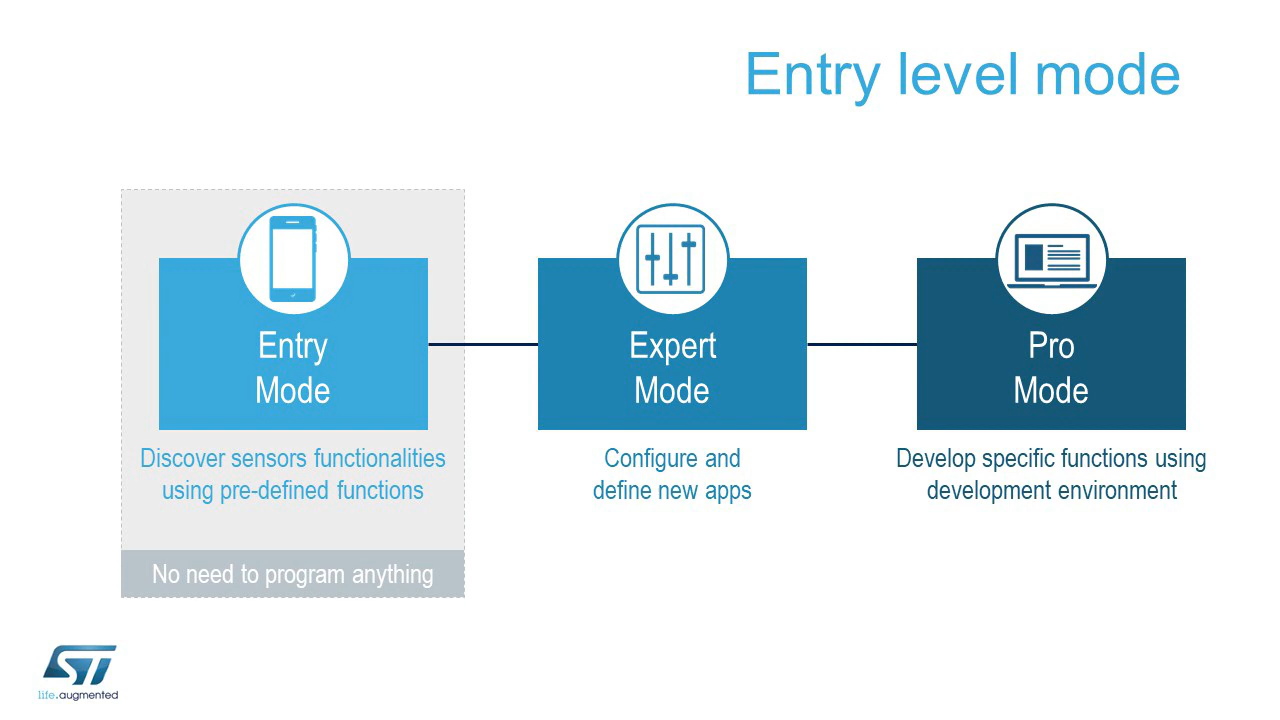 Entry level mode
Entry
Mode
Expert
Mode
Pro
Mode
Discover sensors functionalities
using pre-defined functions
Configure and
define new apps
Develop specific functions using
development environment
No need to program anything
ST
life.augmented